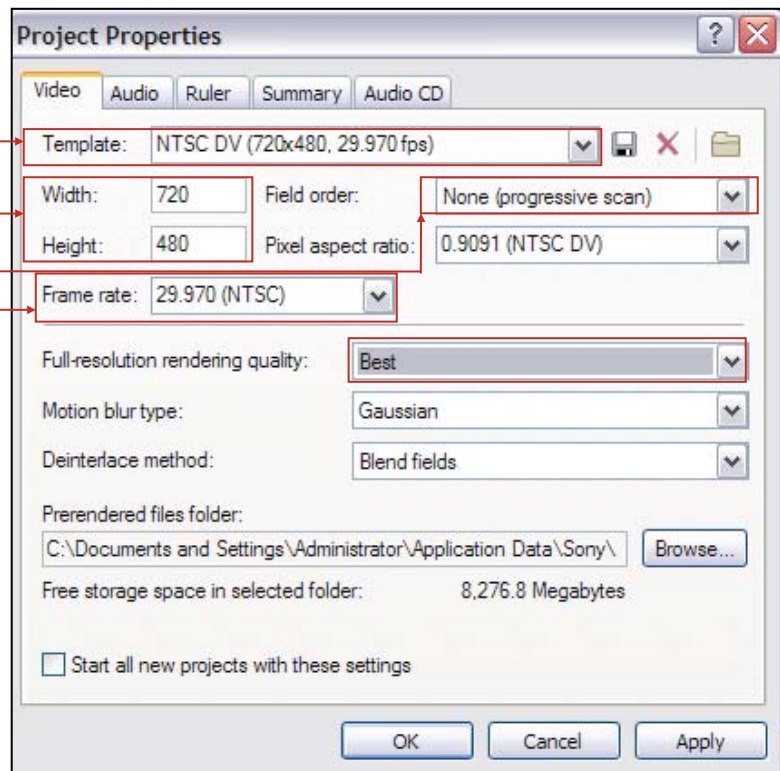 Project Properties
Video Audio Ruler Summary Audio CD
Template: NTSC DV (720x480, 29.970 fps)
Width: 720 Field order: None (progressive scan)
Height: 480 Pixel aspect ratio: 0.9091 (NTSC DV)
Frame rate: 29.970 (NTSC)
Full-resolution rendering quality: Best
Motion blur type: Gaussian
Deinterlace method: Blend fields
Prerendered files folder:
C:\Documents and Settings\Administrator\Application Data\Sony\ Browse...
Free storage space in selected folder: 8,276.8 Megabytes
Start all new projects with these settings
OK Cancel Apply